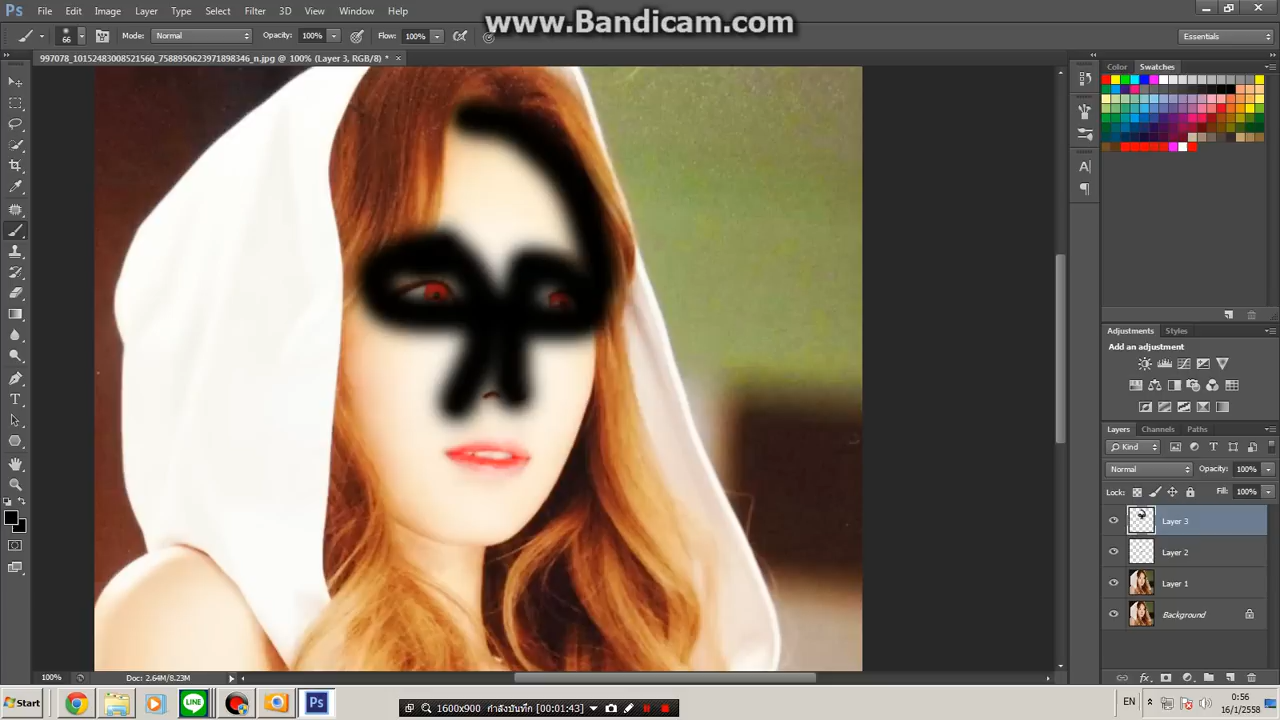 www.Bandicam.com
Ps File Edit Image Layer Type Select Filter 3D View Window Help
66 Mode: Normal Opacity: 100% Flow: 100% Essentials
997078_10152483008521560_7588950623971898346_n.jpg @ 100% (Layer 3, RGB/8) * ×
Color Swatches
Adjustments Styles
Add an adjustment
Layers Channels Paths
Kind
Normal Opacity: 100%
Lock: Fill: 100%
Layer 3
Layer 2
Layer 1
Background
100% Doc: 2.64M/8.23M
Start LINE Ps 1600x900 กำลังบันทึก [00:01:43] EN 0:56
16/1/2558